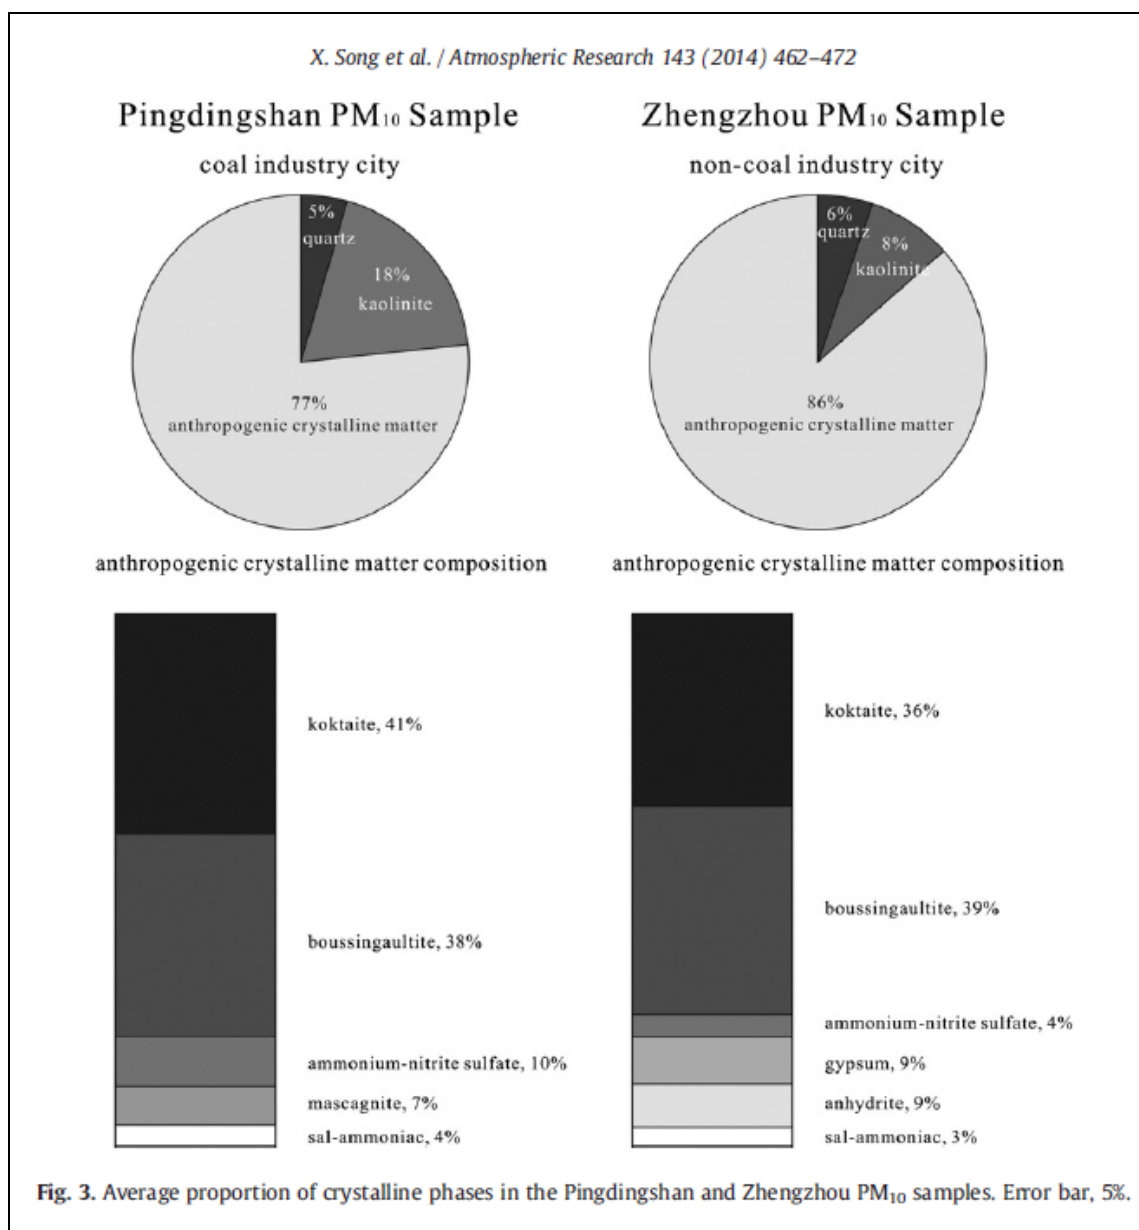 X. Song et al. / Atmospheric Research 143 (2014) 462–472
Pingdingshan PM₁₀ Sample
coal industry city
5%
quartz
18%
kaolinite
77%
anthropogenic crystalline matter
anthropogenic crystalline matter composition
koktaite, 41%
boussingaultite, 38%
ammonium-nitrite sulfate, 10%
mascagnite, 7%
sal-ammoniac, 4%
Zhengzhou PM₁₀ Sample
non-coal industry city
6%
quartz
8%
kaolinite
86%
anthropogenic crystalline matter
anthropogenic crystalline matter composition
koktaite, 36%
boussingaultite, 39%
ammonium-nitrite sulfate, 4%
gypsum, 9%
anhydrite, 9%
sal-ammoniac, 3%
Fig. 3. Average proportion of crystalline phases in the Pingdingshan and Zhengzhou PM₁₀ samples. Error bar, 5%.